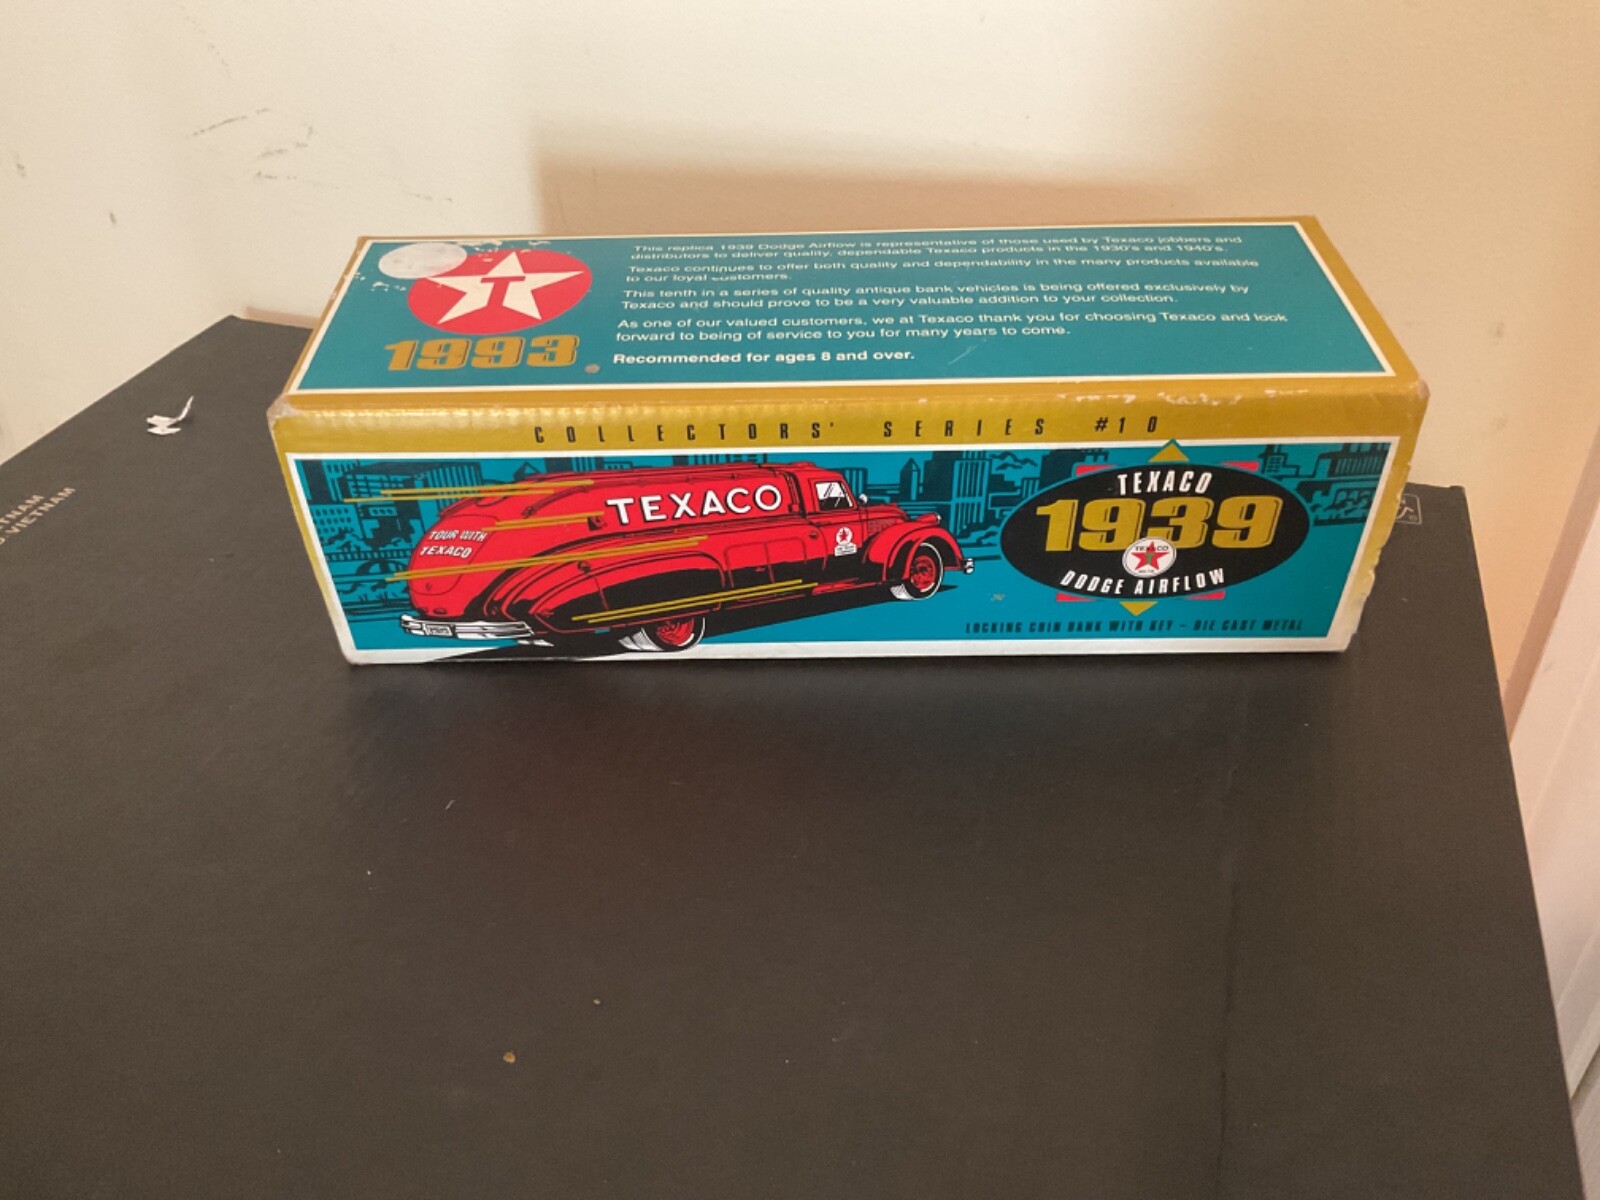 This replica 1939 Dodge Airflow is representative of those used by Texaco jobbers and
distributors to deliver quality, dependable Texaco products in the 1930's and 1940's.
Texaco continues to offer both quality and dependability in the many products available
to our loyal customers.
This tenth in a series of quality antique bank vehicles is being offered exclusively by
Texaco and should prove to be a very valuable addition to your collection.
As one of our valued customers, we at Texaco thank you for choosing Texaco and look
forward to being of service to you for many years to come.
Recommended for ages 8 and over.
T
1993
COLLECTORS' SERIES #10
TEXACO
TOUR WITH
TEXACO
TEXACO
1939
TEXACO
DODGE AIRFLOW
LOCKING COIN BANK WITH KEY - DIE CAST METAL
VIETNAM